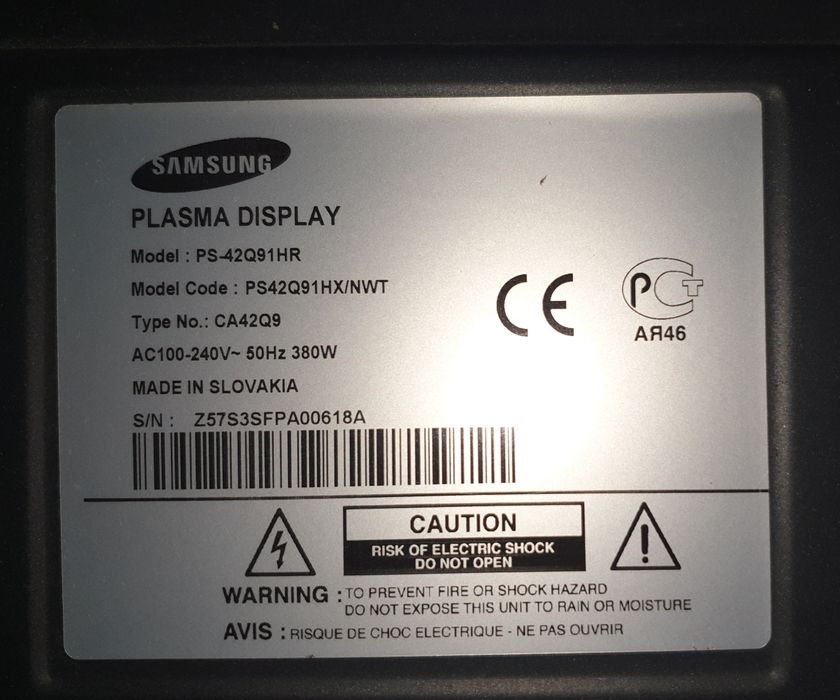 SAMSUNG
PLASMA DISPLAY
Model : PS-42Q91HR
Model Code : PS42Q91HX/NWT
Type No.: CA42Q9
AC100-240V~ 50Hz 380W
MADE IN SLOVAKIA
S/N : Z57S3SFPA00618A
CE
РСТ
АЯ46
CAUTION
RISK OF ELECTRIC SHOCK
DO NOT OPEN
WARNING : TO PREVENT FIRE OR SHOCK HAZARD
DO NOT EXPOSE THIS UNIT TO RAIN OR MOISTURE
AVIS : RISQUE DE CHOC ELECTRIQUE - NE PAS OUVRIR